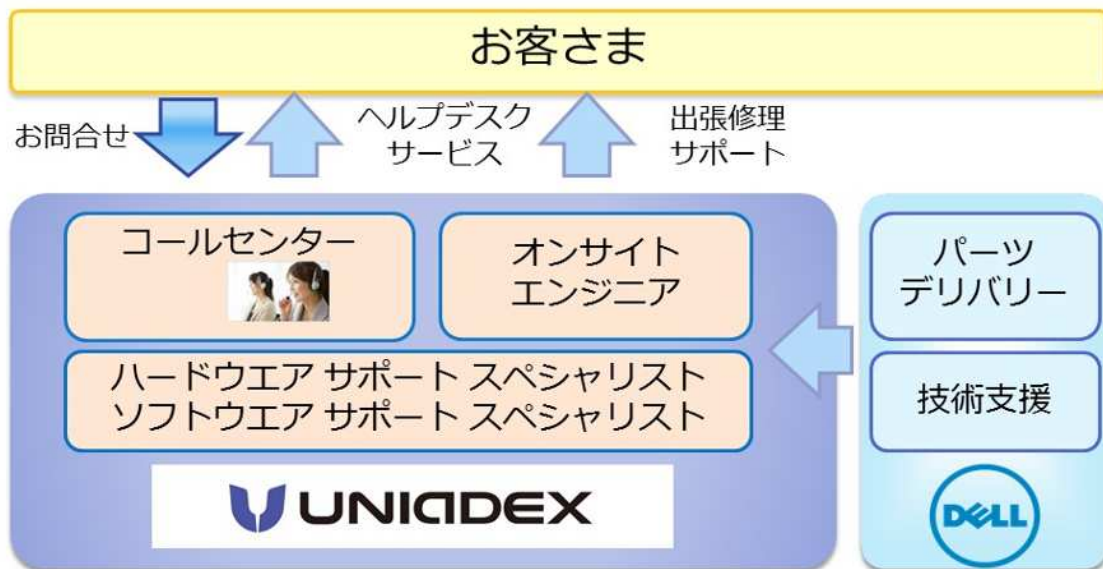 お客さま
お問合せ
ヘルプデスク
サービス
出張修理
サポート
コールセンター
オンサイト
エンジニア
ハードウエア サポート スペシャリスト
ソフトウエア サポート スペシャリスト
UNIADEX
パーツ
デリバリー
技術支援
DELL